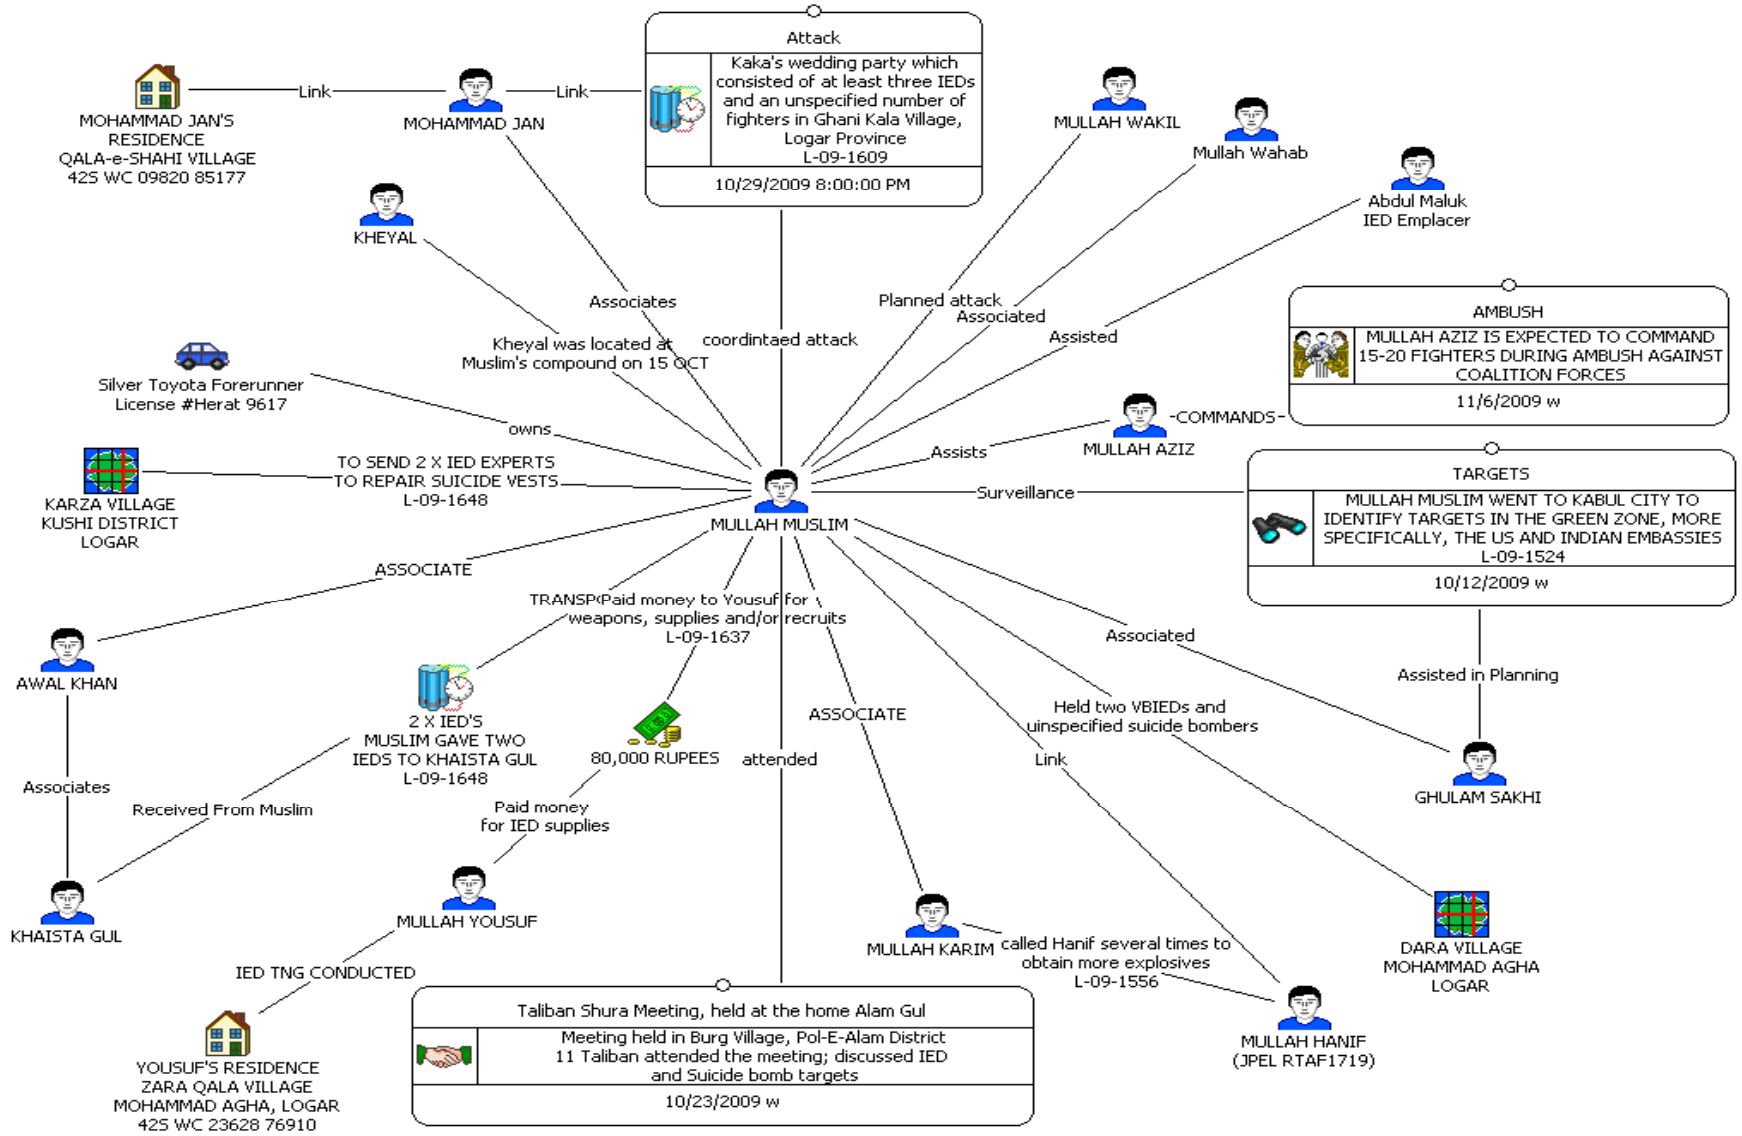 Attack
Kaka's wedding party which
consisted of at least three IEDs
and an unspecified number of
fighters in Ghani Kala Village,
Logar Province
L-09-1609
10/29/2009 8:00:00 PM
MOHAMMAD JAN'S
RESIDENCE
QALA-e-SHAHI VILLAGE
42S WC 09820 85177
Link
MOHAMMAD JAN
Link
MULLAH WAKIL
Mullah Wahab
Abdul Maluk
IED Emplacer
KHEYAL
Associates
Kheyal was located at
Muslim's compound on 15 OCT
coordintaed attack
Planned attack
Associated
Assisted
AMBUSH
MULLAH AZIZ IS EXPECTED TO COMMAND
15-20 FIGHTERS DURING AMBUSH AGAINST
COALITION FORCES
11/6/2009 w
Silver Toyota Forerunner
License #Herat 9617
owns
MULLAH AZIZ
-COMMANDS-
Assists
KARZA VILLAGE
KUSHI DISTRICT
LOGAR
TO SEND 2 X IED EXPERTS
TO REPAIR SUICIDE VESTS
L-09-1648
MULLAH MUSLIM
Surveillance
TARGETS
MULLAH MUSLIM WENT TO KABUL CITY TO
IDENTIFY TARGETS IN THE GREEN ZONE, MORE
SPECIFICALLY, THE US AND INDIAN EMBASSIES
L-09-1524
10/12/2009 w
ASSOCIATE
AWAL KHAN
TRANSP
Paid money to Yousuf for
weapons, supplies and/or recruits
L-09-1637
Associated
Assisted in Planning
2 X IED'S
MUSLIM GAVE TWO
IEDS TO KHAISTA GUL
L-09-1648
80,000 RUPEES
attended
ASSOCIATE
Held two VBIEDs and
uinspecified suicide bombers
Link
GHULAM SAKHI
Associates
Received From Muslim
Paid money
for IED supplies
KHAISTA GUL
MULLAH YOUSUF
MULLAH KARIM
called Hanif several times to
obtain more explosives
L-09-1556
DARA VILLAGE
MOHAMMAD AGHA
LOGAR
IED TNG CONDUCTED
MULLAH HANIF
(JPEL RTAF1719)
YOUSUF'S RESIDENCE
ZARA QALA VILLAGE
MOHAMMAD AGHA, LOGAR
42S WC 23628 76910
Taliban Shura Meeting, held at the home Alam Gul
Meeting held in Burg Village, Pol-E-Alam District
11 Taliban attended the meeting; discussed IED
and Suicide bomb targets
10/23/2009 w